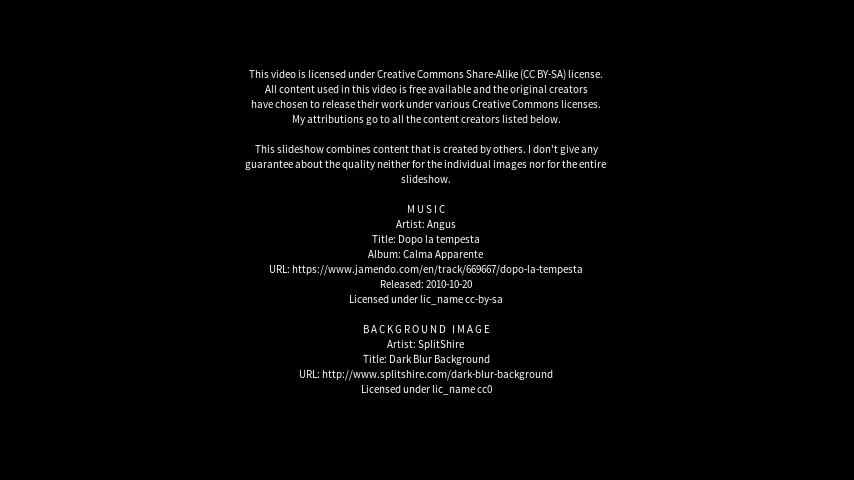 This video is licensed under Creative Commons Share-Alike (CC BY-SA) license.
All content used in this video is free available and the original creators
have chosen to release their work under various Creative Commons licenses.
My attributions go to all the content creators listed below.
This slideshow combines content that is created by others. I don't give any
guarantee about the quality neither for the individual images nor for the entire
slideshow.
MUSIC
Artist: Angus
Title: Dopo la tempesta
Album: Calma Apparente
URL: https://www.jamendo.com/en/track/669667/dopo-la-tempesta
Released: 2010-10-20
Licensed under lic_name cc-by-sa
BACKGROUND IMAGE
Artist: SplitShire
Title: Dark Blur Background
URL: http://www.splitshire.com/dark-blur-background
Licensed under lic_name cc0